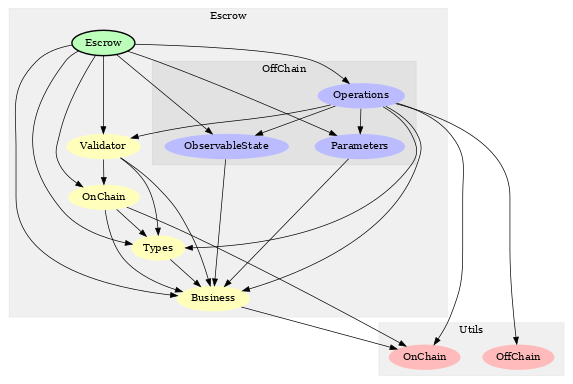 Escrow
Escrow
OffChain
Operations
Validator
ObservableState
Parameters
OnChain
Types
Business
Utils
OnChain
OffChain